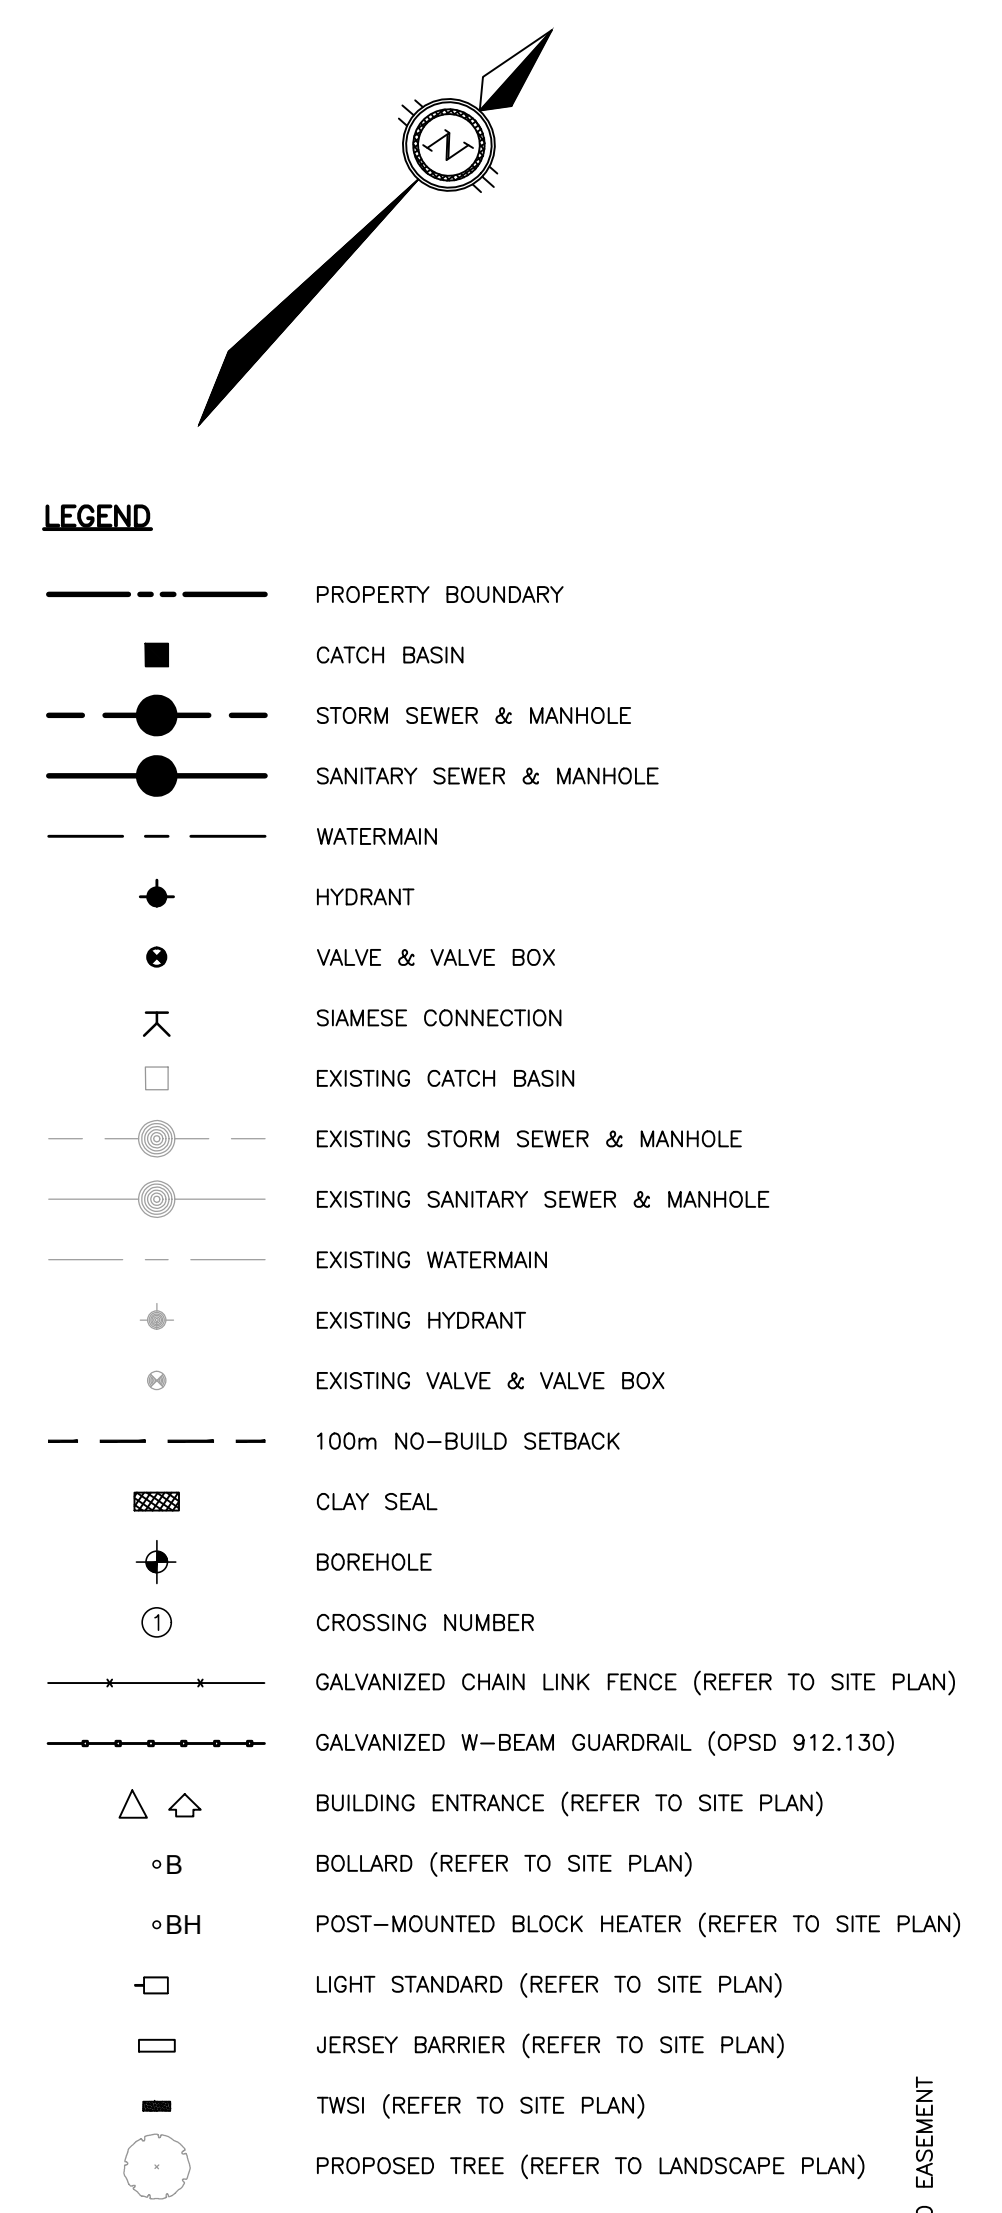 N
LEGEND
PROPERTY BOUNDARY
CATCH BASIN
STORM SEWER & MANHOLE
SANITARY SEWER & MANHOLE
WATERMAIN
HYDRANT
VALVE & VALVE BOX
SIAMESE CONNECTION
EXISTING CATCH BASIN
EXISTING STORM SEWER & MANHOLE
EXISTING SANITARY SEWER & MANHOLE
EXISTING WATERMAIN
EXISTING HYDRANT
EXISTING VALVE & VALVE BOX
100m NO-BUILD SETBACK
CLAY SEAL
BOREHOLE
1 CROSSING NUMBER
GALVANIZED CHAIN LINK FENCE (REFER TO SITE PLAN)
GALVANIZED W-BEAM GUARDRAIL (OPSD 912.130)
BUILDING ENTRANCE (REFER TO SITE PLAN)
B BOLLARD (REFER TO SITE PLAN)
BH POST-MOUNTED BLOCK HEATER (REFER TO SITE PLAN)
LIGHT STANDARD (REFER TO SITE PLAN)
JERSEY BARRIER (REFER TO SITE PLAN)
TWSI (REFER TO SITE PLAN)
PROPOSED TREE (REFER TO LANDSCAPE PLAN)
EASEMENT